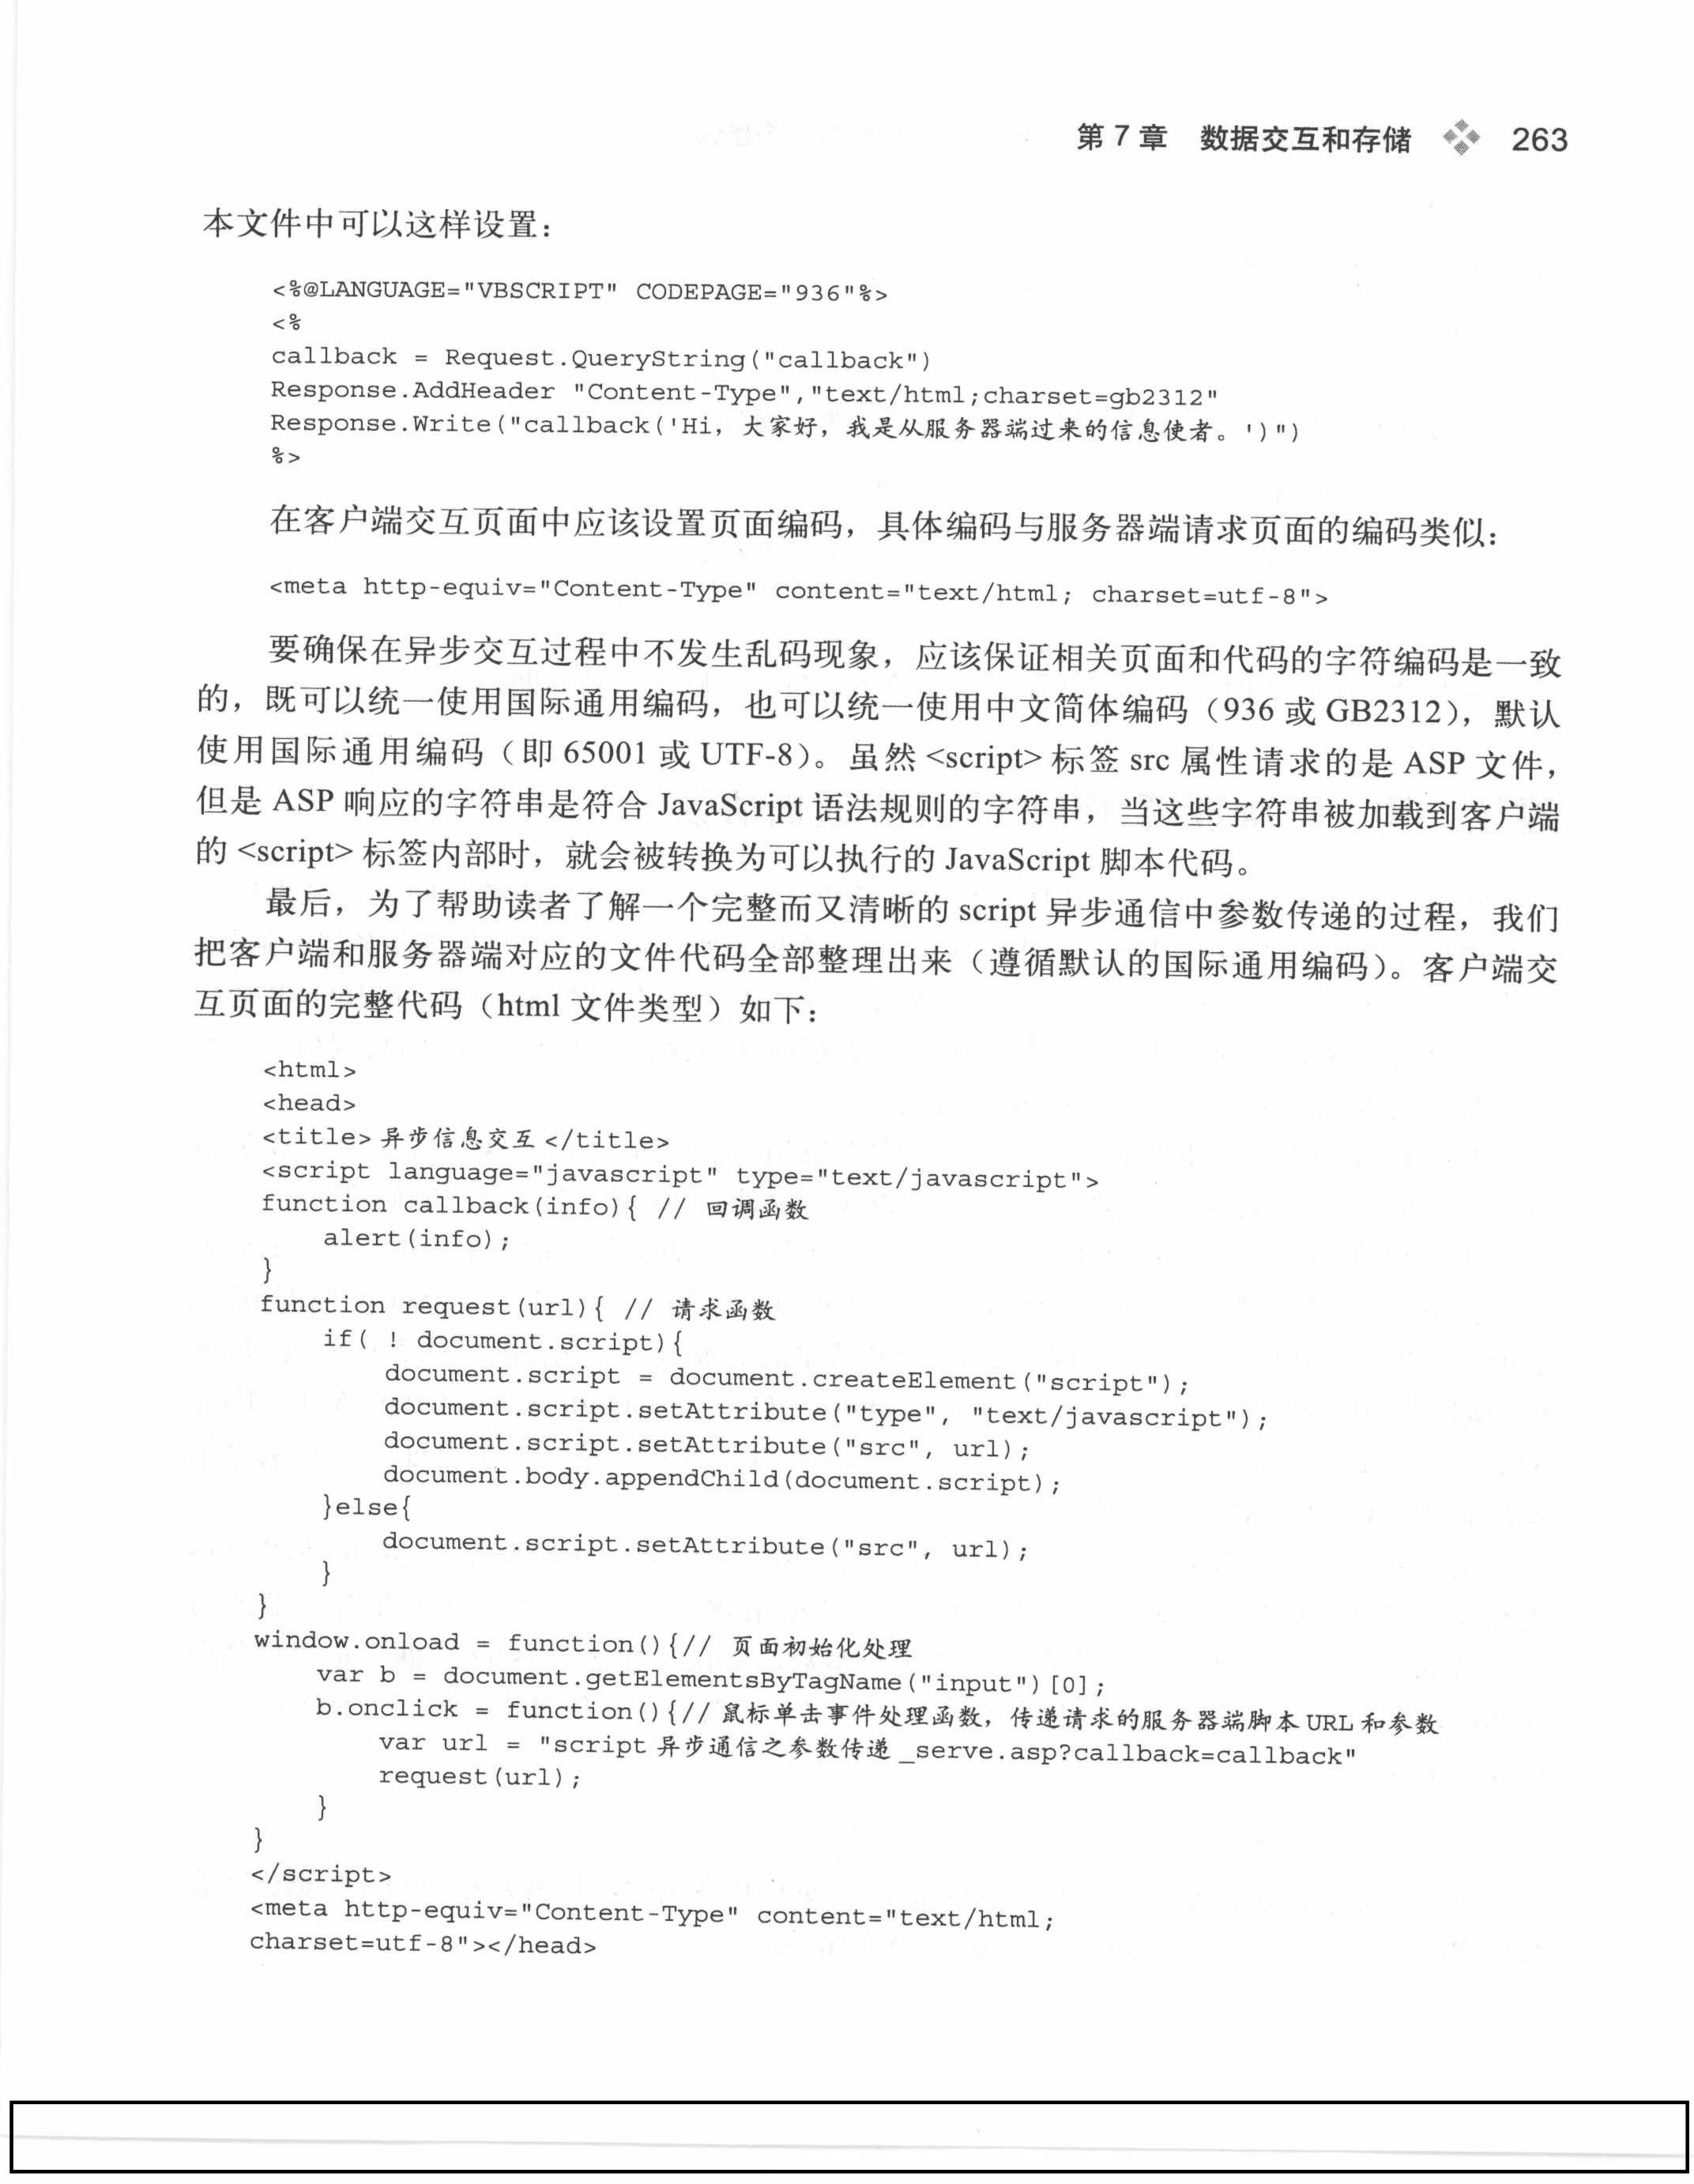 第 7 章 数据交互和存储 263
本文件中可以这样设置：
<%@LANGUAGE="VBSCRIPT" CODEPAGE="936"%>
<%
callback = Request.QueryString("callback")
Response.AddHeader "Content-Type","text/html;charset=gb2312"
Response.Write("callback('Hi, 大家好，我是从服务器端过来的信息使者。')")
%>
在客户端交互页面中应该设置页面编码，具体编码与服务器端请求页面的编码类似：
<meta http-equiv="Content-Type" content="text/html; charset=utf-8">
要确保在异步交互过程中不发生乱码现象，应该保证相关页面和代码的字符编码是一致
的，既可以统一使用国际通用编码，也可以统一使用中文简体编码（936 或 GB2312），默认
使用国际通用编码（即 65001 或 UTF-8）。虽然 <script> 标签 src 属性请求的是 ASP 文件，
但是 ASP 响应的字符串是符合 JavaScript 语法规则的字符串，当这些字符串被加载到客户端
的 <script> 标签内部时，就会被转换为可以执行的 JavaScript 脚本代码。
最后，为了帮助读者了解一个完整而又清晰的 script 异步通信中参数传递的过程，我们
把客户端和服务器端对应的文件代码全部整理出来（遵循默认的国际通用编码）。客户端交
互页面的完整代码（html 文件类型）如下：
<html>
<head>
<title> 异步信息交互 </title>
<script language="javascript" type="text/javascript">
function callback(info){ // 回调函数
    alert(info);
}
function request(url){ // 请求函数
    if( ! document.script){
        document.script = document.createElement("script");
        document.script.setAttribute("type", "text/javascript");
        document.script.setAttribute("src", url);
        document.body.appendChild(document.script);
    }else{
        document.script.setAttribute("src", url);
    }
}
window.onload = function(){// 页面初始化处理
    var b = document.getElementsByTagName("input")[0];
    b.onclick = function(){// 鼠标单击事件处理函数，传递请求的服务器端脚本 URL 和参数
        var url = "script 异步通信之参数传递 _serve.asp?callback=callback"
        request(url);
    }
}
</script>
<meta http-equiv="Content-Type" content="text/html;
charset=utf-8"></head>